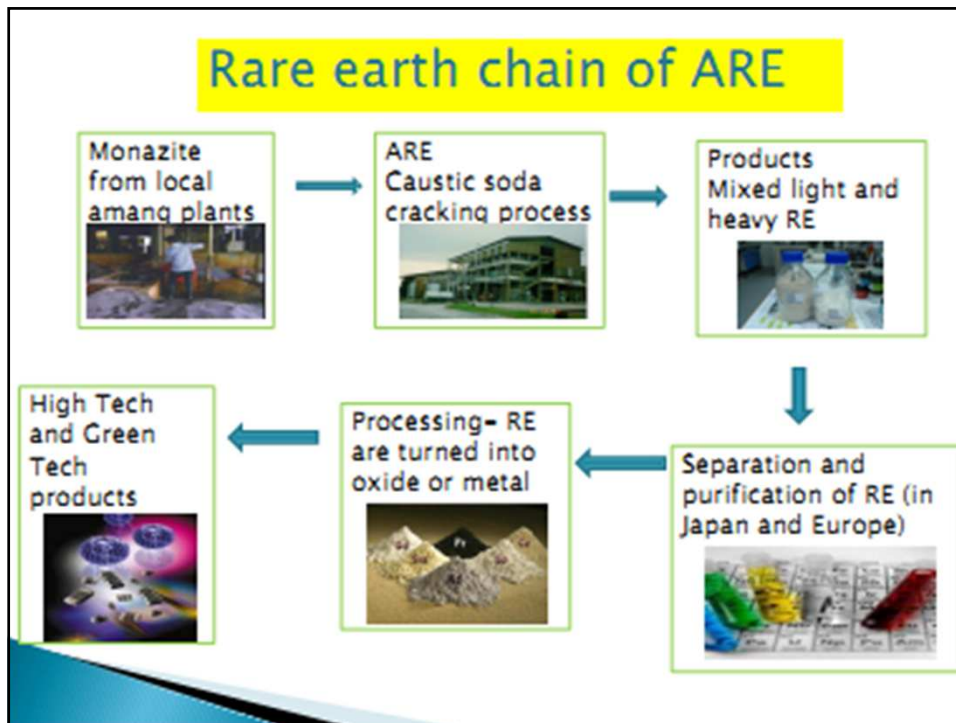 Rare earth chain of ARE
Monazite
from local
amang plants
ARE
Caustic soda
cracking process
Products
Mixed light and
heavy RE
Separation and
purification of RE (in
Japan and Europe)
Processing- RE
are turned into
oxide or metal
High Tech
and Green
Tech
products